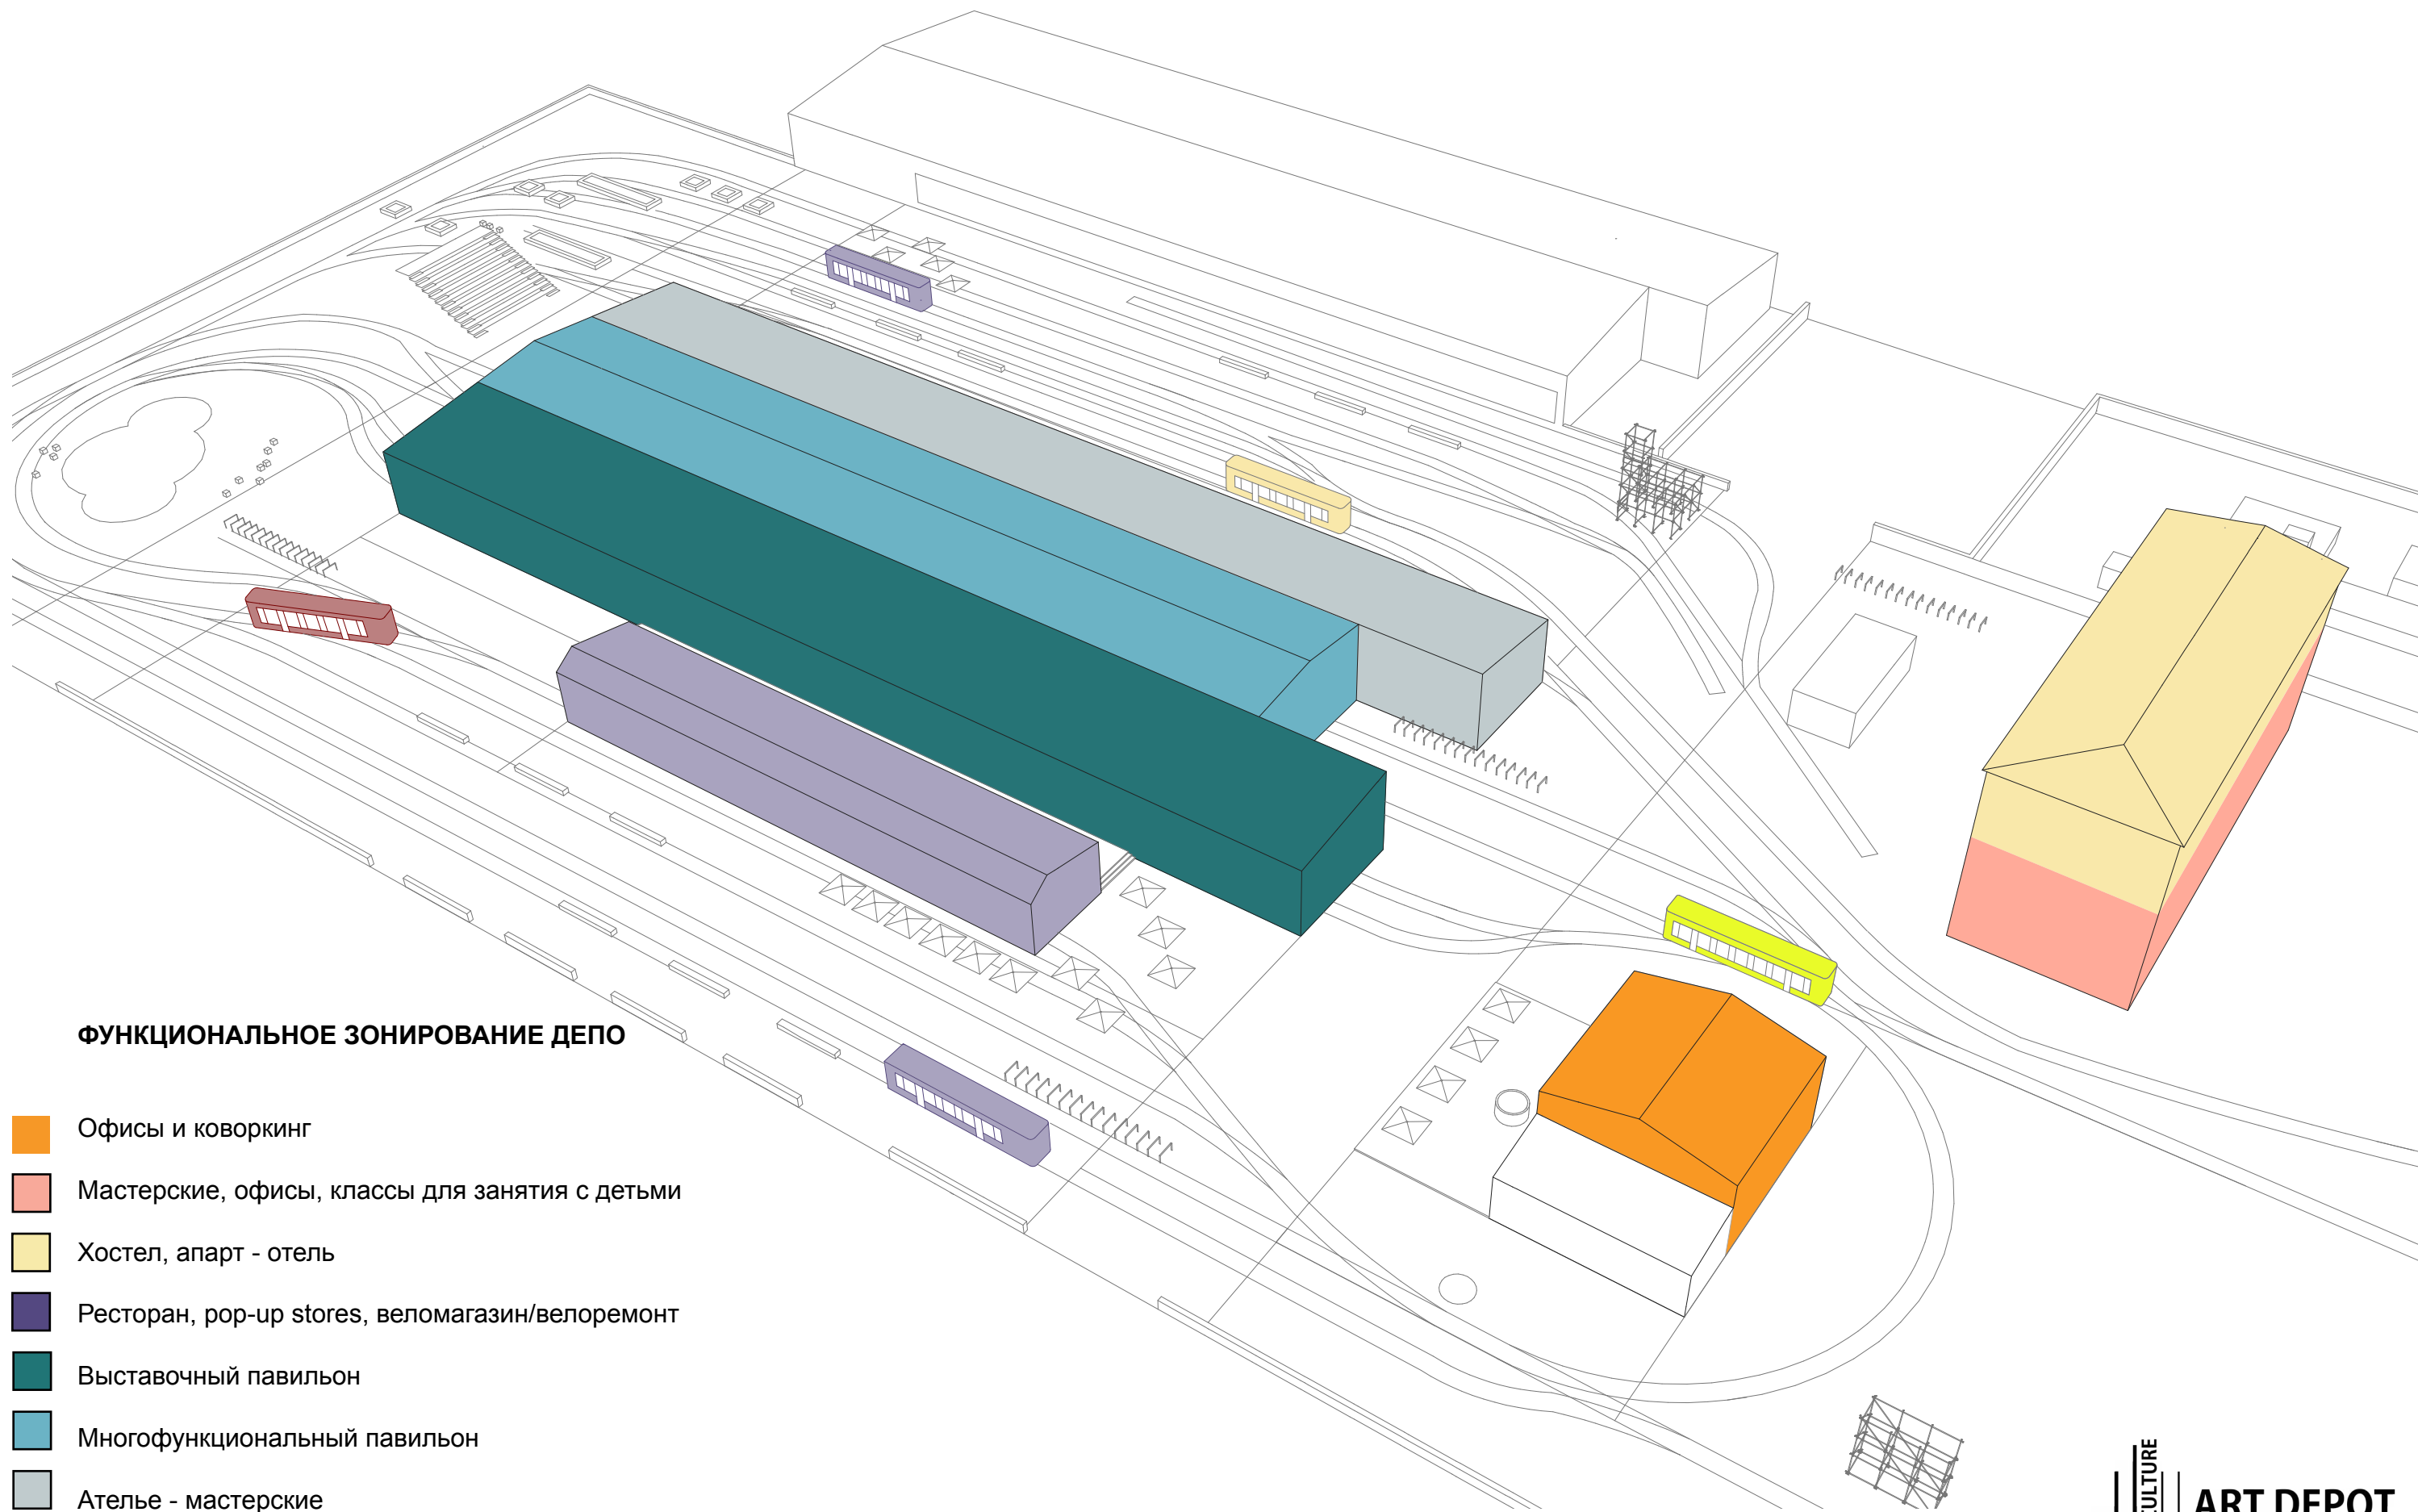 ФУНКЦИОНАЛЬНОЕ ЗОНИРОВАНИЕ ДЕПО
Офисы и коворкинг
Мастерские, офисы, классы для занятия с детьми
Хостел, апарт - отель
Ресторан, pop-up stores, веломагазин/велоремонт
Выставочный павильон
Многофункциональный павильон
Ателье - мастерские
CULTURE
ART DEPOT